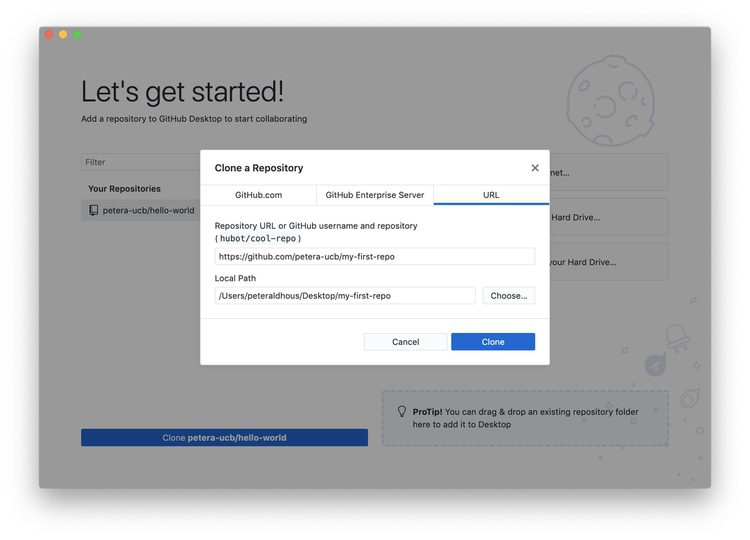 Let's get started!
Add a repository to GitHub Desktop to start collaborating
Filter
Your Repositories
petera-ucb/hello-world
Clone a Repository
GitHub.com
GitHub Enterprise Server
URL
Repository URL or GitHub username and repository
(hubot/cool-repo)
https://github.com/petera-ucb/my-first-repo
Local Path
/Users/peteraldhous/Desktop/my-first-repo
Choose...
Cancel
Clone
Hard Drive...
your Hard Drive...
Clone petera-ucb/hello-world
ProTip! You can drag & drop an existing repository folder
here to add it to Desktop